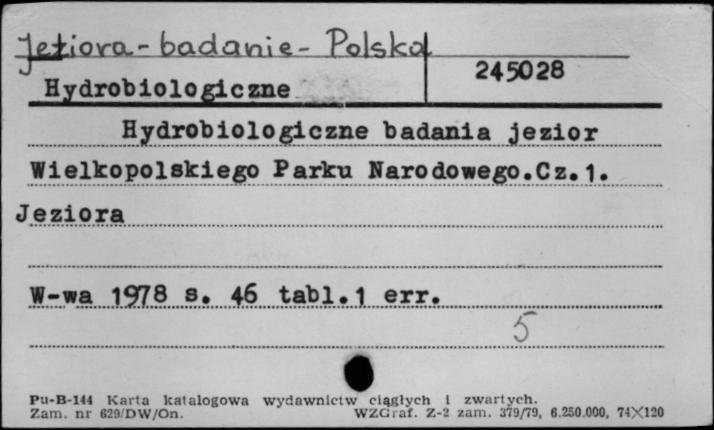 Jeziora - badanie - Polska
245028
Hydrobiologiczne
Hydrobiologiczne badania jezior
Wielkopolskiego Parku Narodowego.Cz.1.
Jeziora
W-wa 1978 s. 46 tabl.1 err.
5
Pu-B-144 Karta katalogowa wydawnictw ciągłych i zwartych.
Zam. nr 629/DW/On. WZGraf. Z-2 zam. 379/79, 6.250.000, 74×120